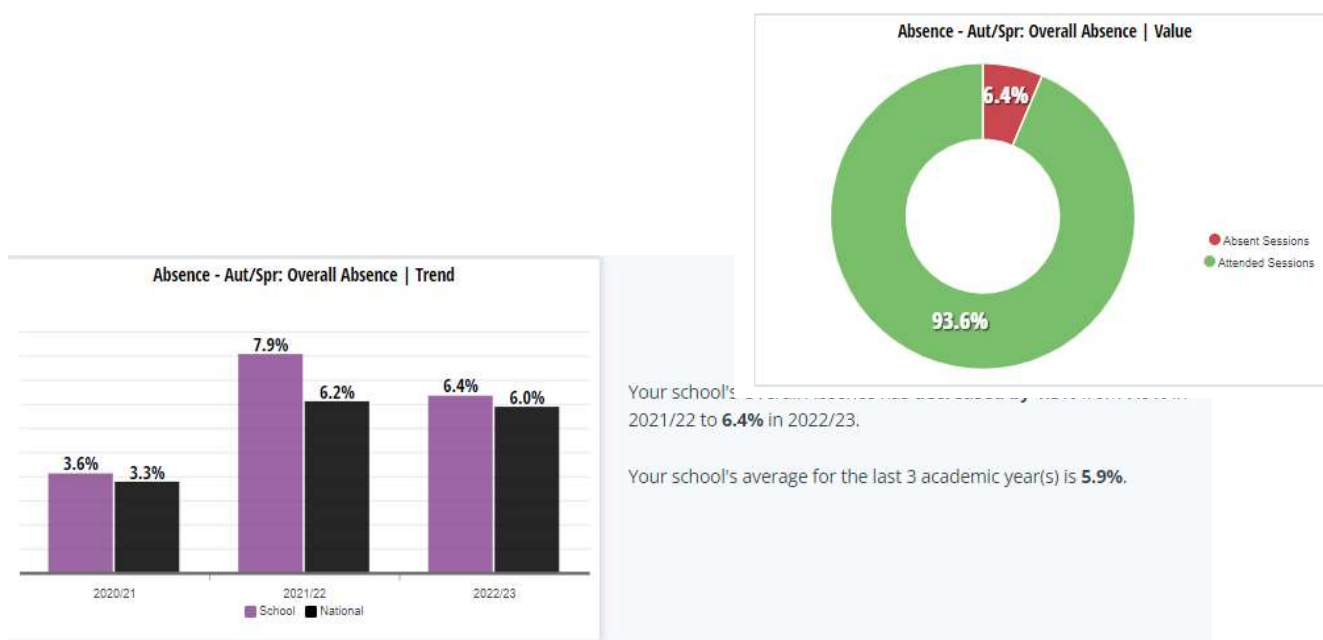 Absence - Aut/Spr: Overall Absence | Value
6.4%
93.6%
Absent Sessions
Attended Sessions
Absence - Aut/Spr: Overall Absence | Trend
7.9%
6.2%
6.4%
6.0%
3.6%
3.3%
2020/21
2021/22
2022/23
School
National
Your school's
2021/22 to 6.4% in 2022/23.
Your school's average for the last 3 academic year(s) is 5.9%.